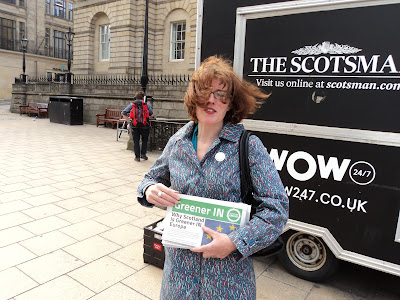 THE SCOTSMAN
Visit us online at scotsman.com
WOW 24/7
W247.CO.UK
Greener IN
Why Scotland
is Greener IN
Europe